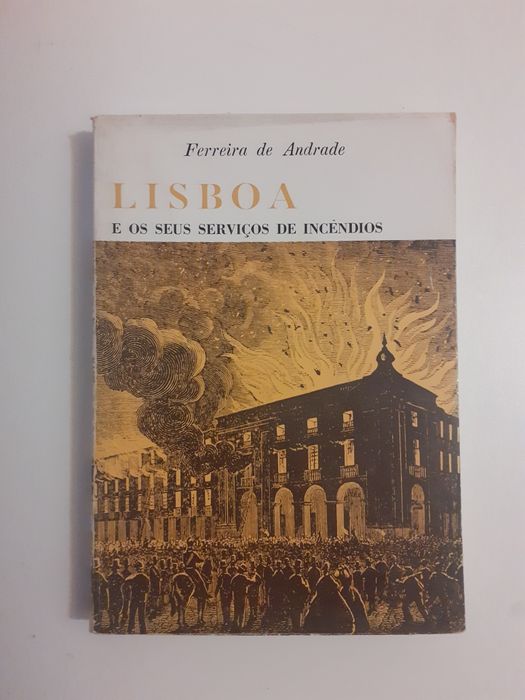 Ferreira de Andrade
LISBOA
E OS SEUS SERVIÇOS DE INCÊNDIOS